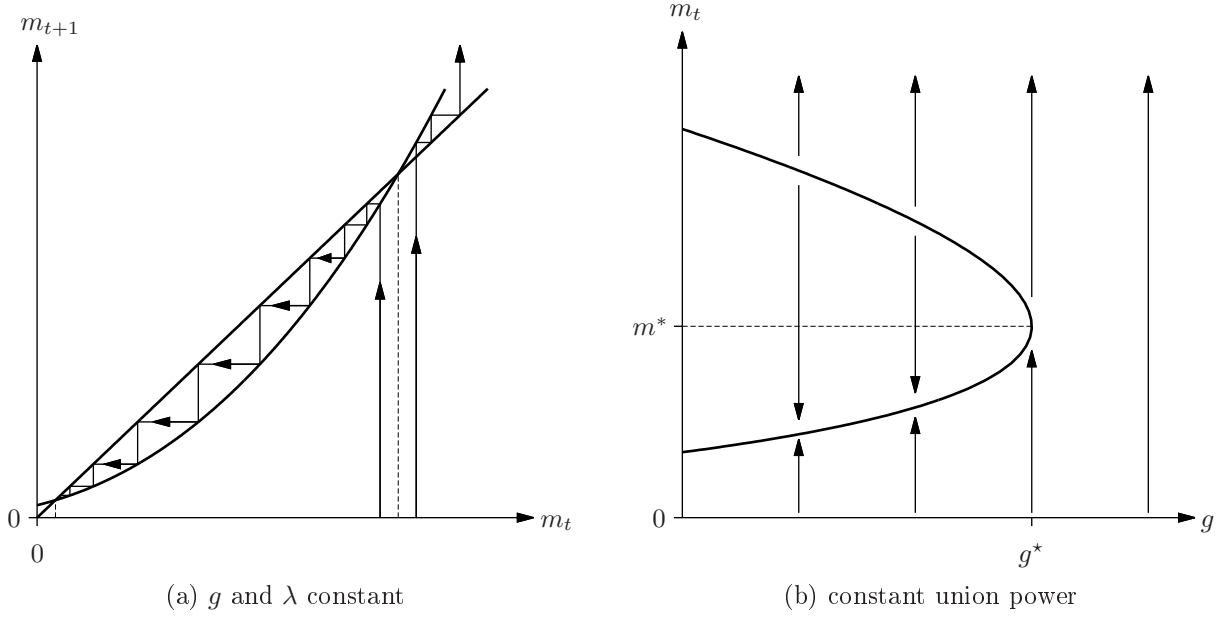 m_{t+1}
0
0
m_t
(a) g and λ constant
m_t
m*
0
g
g⋆
(b) constant union power